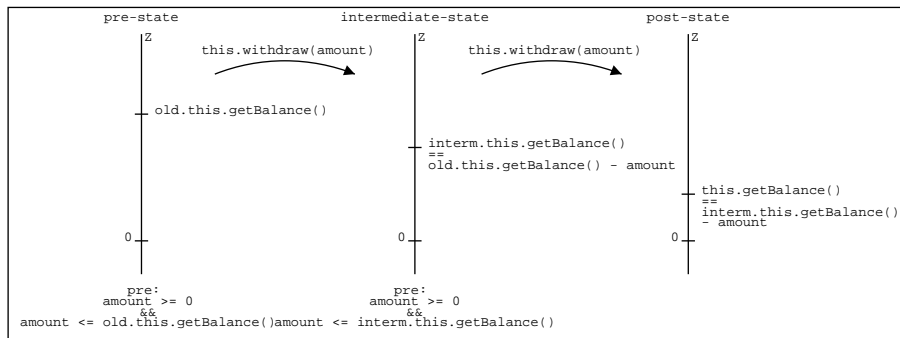 pre-state
intermediate-state
post-state
Z
Z
Z
this.withdraw(amount)
this.withdraw(amount)
old.this.getBalance()
interm.this.getBalance()
==
old.this.getBalance() - amount
this.getBalance()
==
interm.this.getBalance()
- amount
0
0
0
pre:
amount >= 0
&&
amount <= old.this.getBalance()
pre:
amount >= 0
&&
amount <= interm.this.getBalance()